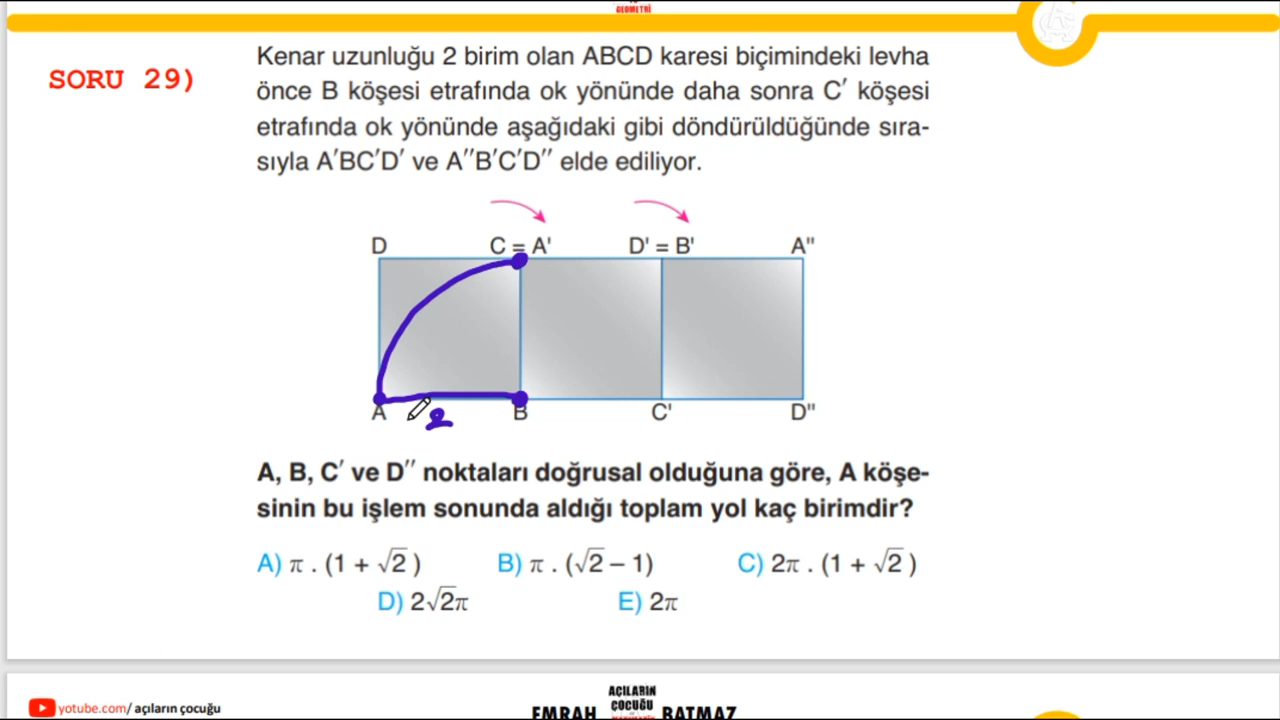 GEOMETRİ
SORU 29)
Kenar uzunluğu 2 birim olan ABCD karesi biçimindeki levha
önce B köşesi etrafında ok yönünde daha sonra C′ köşesi
etrafında ok yönünde aşağıdaki gibi döndürüldüğünde sıra-
sıyla A′BC′D′ ve A′′B′C′D′′ elde ediliyor.
D C = A' D' = B' A"
A 2 B C' D"
A, B, C′ ve D′′ noktaları doğrusal olduğuna göre, A köşe-
sinin bu işlem sonunda aldığı toplam yol kaç birimdir?
A) π . (1 + √2 ) B) π . (√2 – 1) C) 2π . (1 + √2 )
D) 2√2π E) 2π
yotube.com/ açıların çocuğu
AÇILARIN
ÇOCUĞU
EMRAH BATMAZ